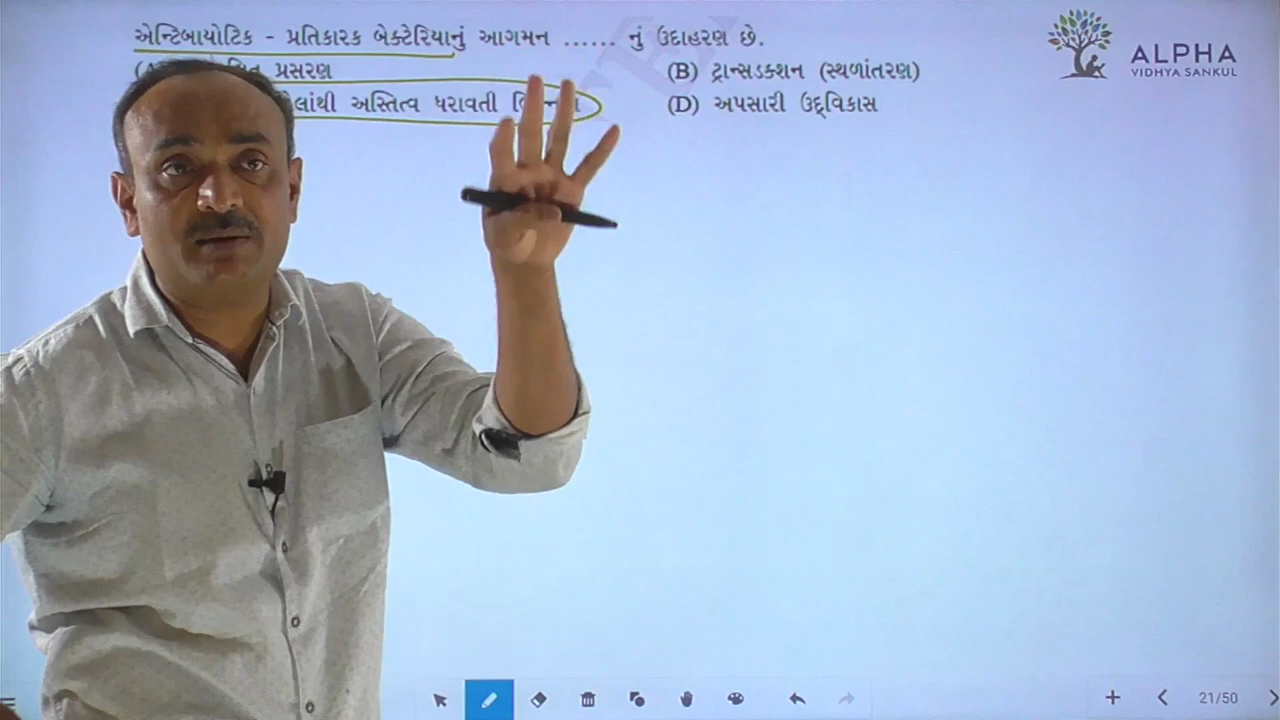 એન્ટિબાયોટિક - પ્રતિકારક બેક્ટેરિયાનું આગમન ...... નું ઉદાહરણ છે.
પ્રસરણ
(B) ટ્રાન્સડક્શન (સ્થળાંતરણ)
અસ્તિત્વ ધરાવતી
(D) અપસારી ઉદ્‌વિકાસ
ALPHA
VIDHYA SANKUL
21/50